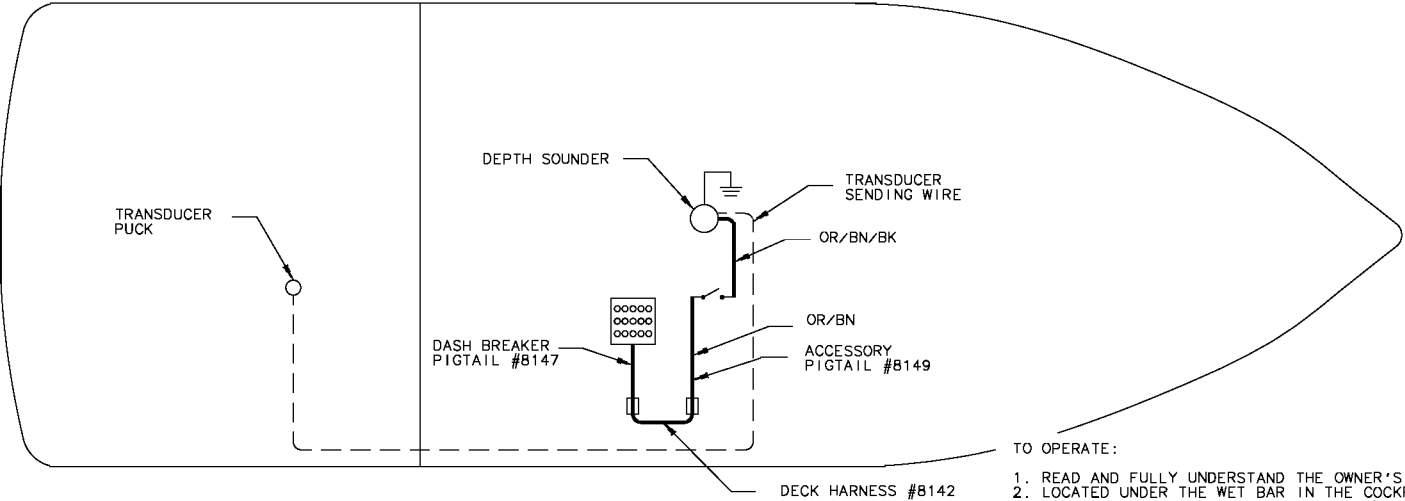 DEPTH SOUNDER
TRANSDUCER
SENDING WIRE
TRANSDUCER
PUCK
OR/BN/BK
OR/BN
DASH BREAKER
PIGTAIL #8147
ACCESSORY
PIGTAIL #8149
TO OPERATE:
1. READ AND FULLY UNDERSTAND THE OWNER'S
2. LOCATED UNDER THE WET BAR IN THE
DECK HARNESS #8142